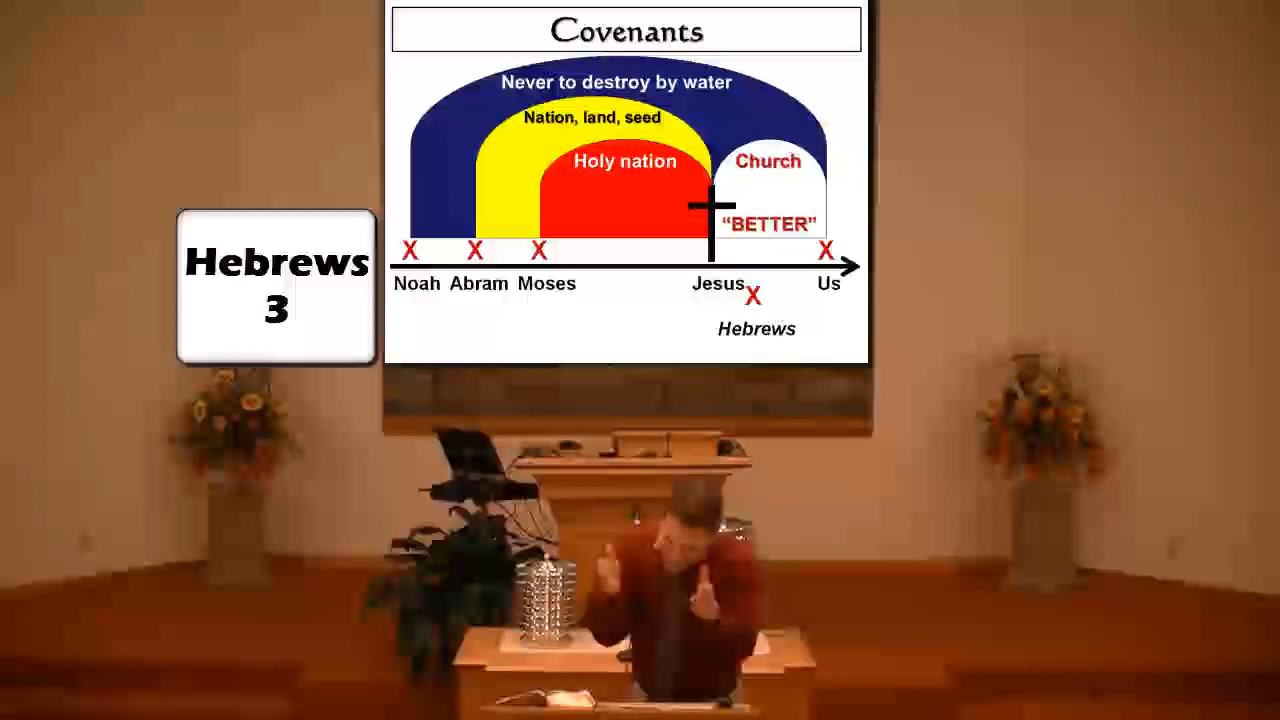 Covenants
Never to destroy by water
Nation, land, seed
Holy nation
Church
“BETTER”
X X X X
Noah Abram Moses Jesus Us
X
Hebrews
Hebrews
3